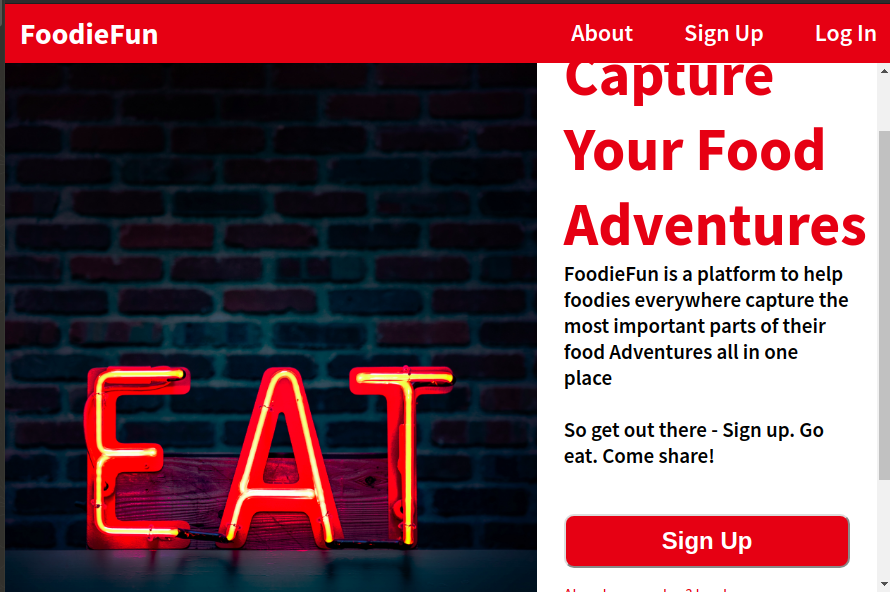 FoodieFun
About Sign Up Log In
Capture
Your Food
Adventures
FoodieFun is a platform to help
foodies everywhere capture the
most important parts of their
food Adventures all in one
place
So get out there - Sign up. Go
eat. Come share!
Sign Up
EAT